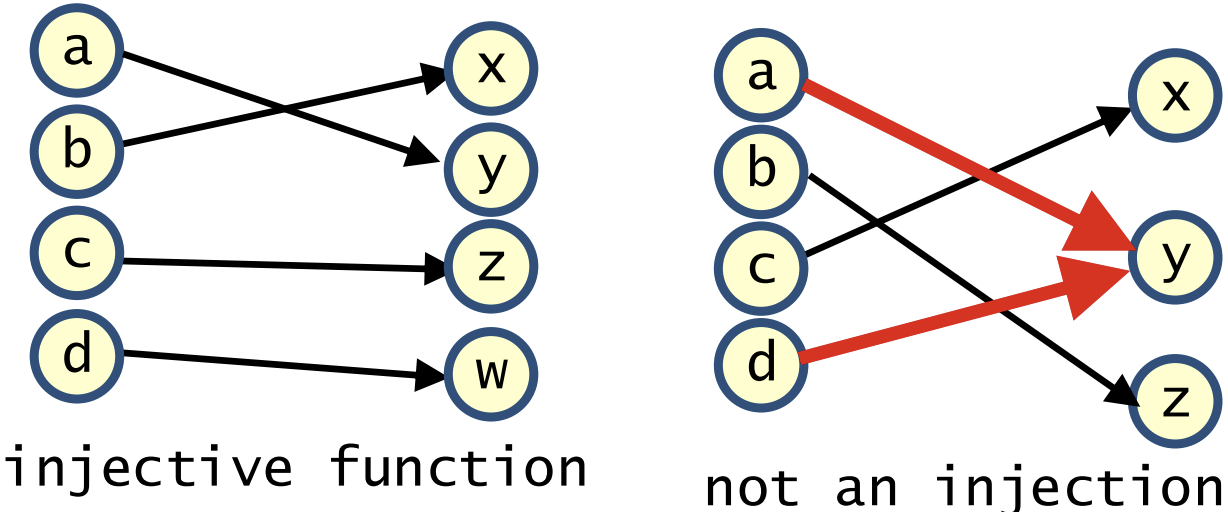 a
b
c
d
x
y
z
w
injective function
a
b
c
d
x
y
z
not an injection